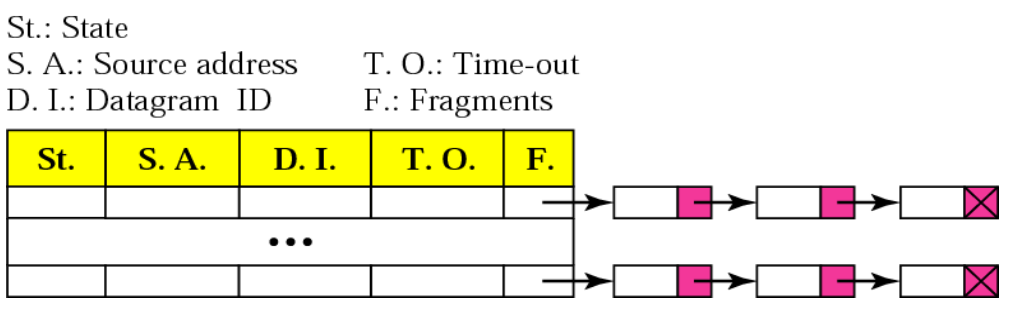 St.: State
S. A.: Source address T. O.: Time-out
D. I.: Datagram ID F.: Fragments
St. S. A. D. I. T. O. F.
•••